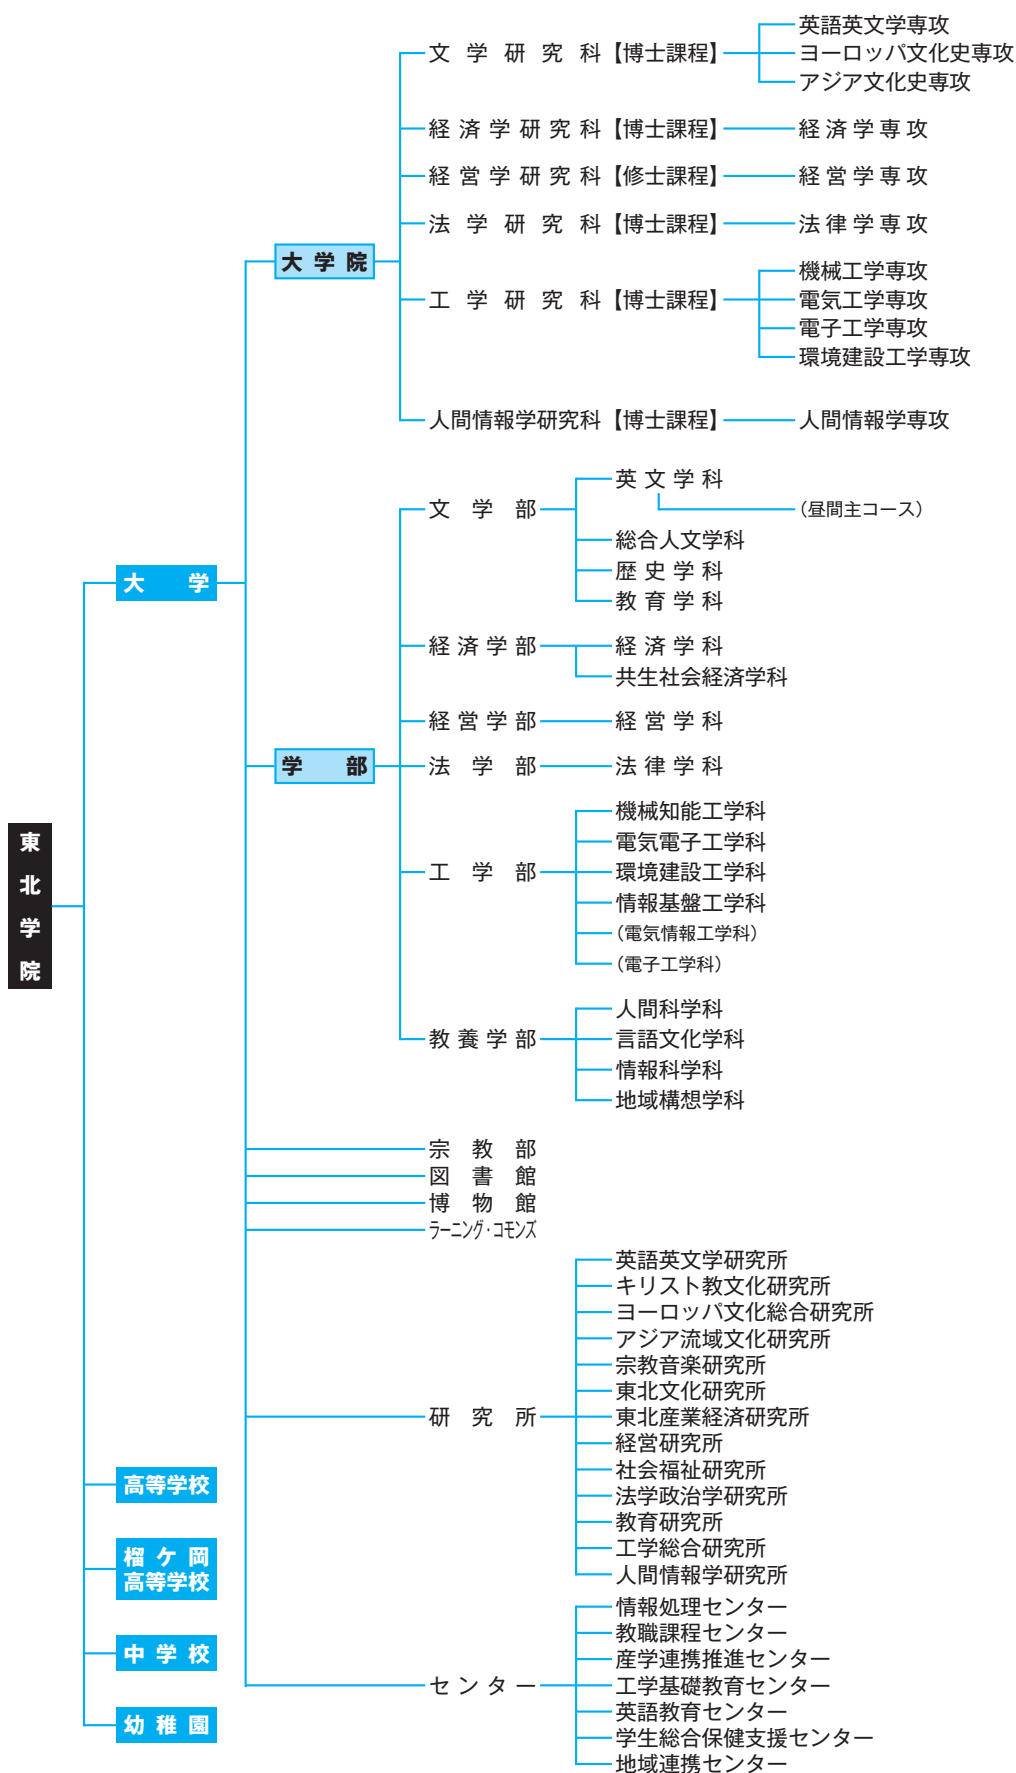 東北学院
大学
大学院
文学研究科【博士課程】
英語英文学専攻
ヨーロッパ文化史専攻
アジア文化史専攻
経済学研究科【博士課程】
経済学専攻
経営学研究科【修士課程】
経営学専攻
法学研究科【博士課程】
法律学専攻
工学研究科【博士課程】
機械工学専攻
電気工学専攻
電子工学専攻
環境建設工学専攻
人間情報学研究科【博士課程】
人間情報学専攻
学部
文学部
英文学科
（昼間主コース）
総合人文学科
歴史学科
教育学科
経済学部
経済学科
共生社会経済学科
経営学部
経営学科
法学部
法律学科
工学部
機械知能工学科
電気電子工学科
環境建設工学科
情報基盤工学科
（電気情報工学科）
（電子工学科）
教養学部
人間科学科
言語文化学科
情報科学科
地域構想学科
宗教部
図書館
博物館
ラーニング・コモンズ
研究所
英語英文学研究所
キリスト教文化研究所
ヨーロッパ文化総合研究所
アジア流域文化研究所
宗教音楽研究所
東北文化研究所
東北産業経済研究所
経営研究所
社会福祉研究所
法学政治学研究所
教育研究所
工学総合研究所
人間情報学研究所
センター
情報処理センター
教職課程センター
産学連携推進センター
工学基礎教育センター
英語教育センター
学生総合保健支援センター
地域連携センター
高等学校
榴ケ岡
高等学校
中学校
幼稚園